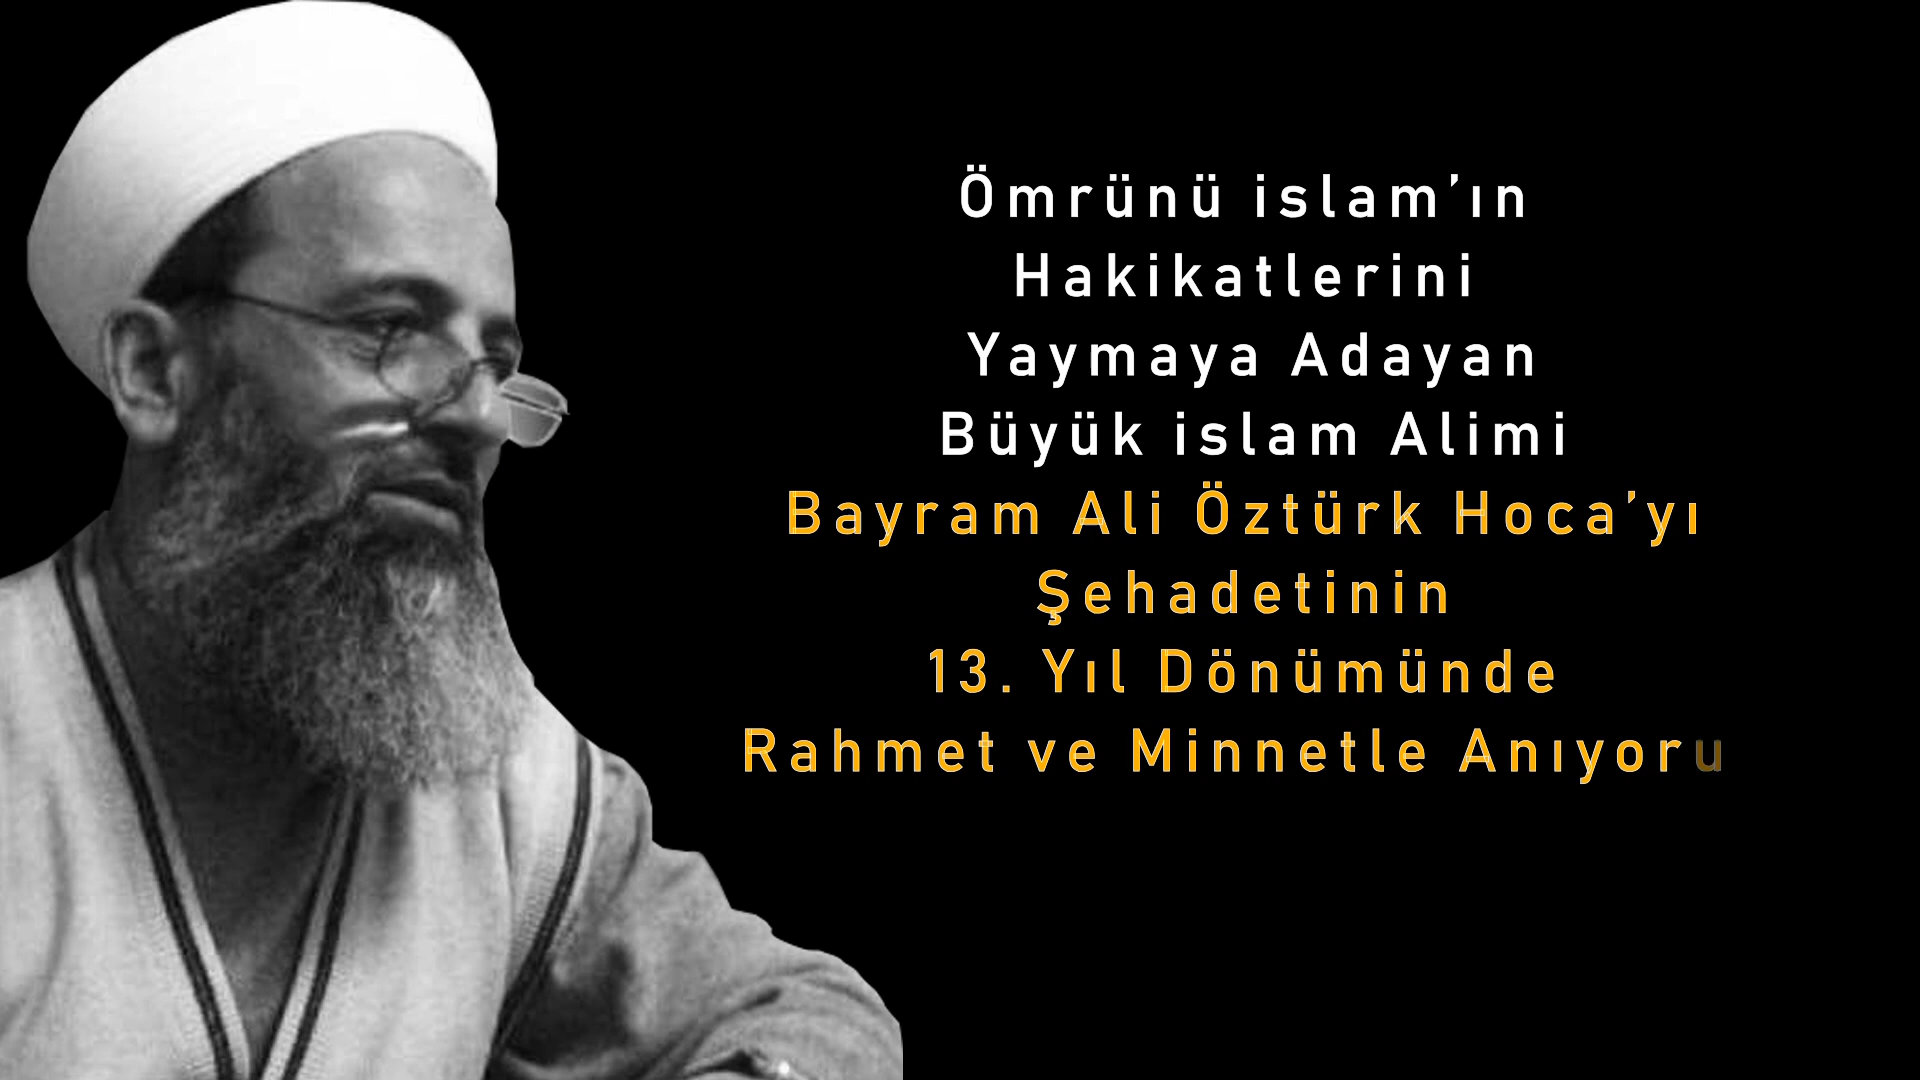 Ömrünü islam’ın
Hakikatlerini
Yaymaya Adayan
Büyük islam Alimi
Bayram Ali Öztürk Hoca’yı
Şehadetinin
13. Yıl Dönümünde
Rahmet ve Minnetle Anıyoru